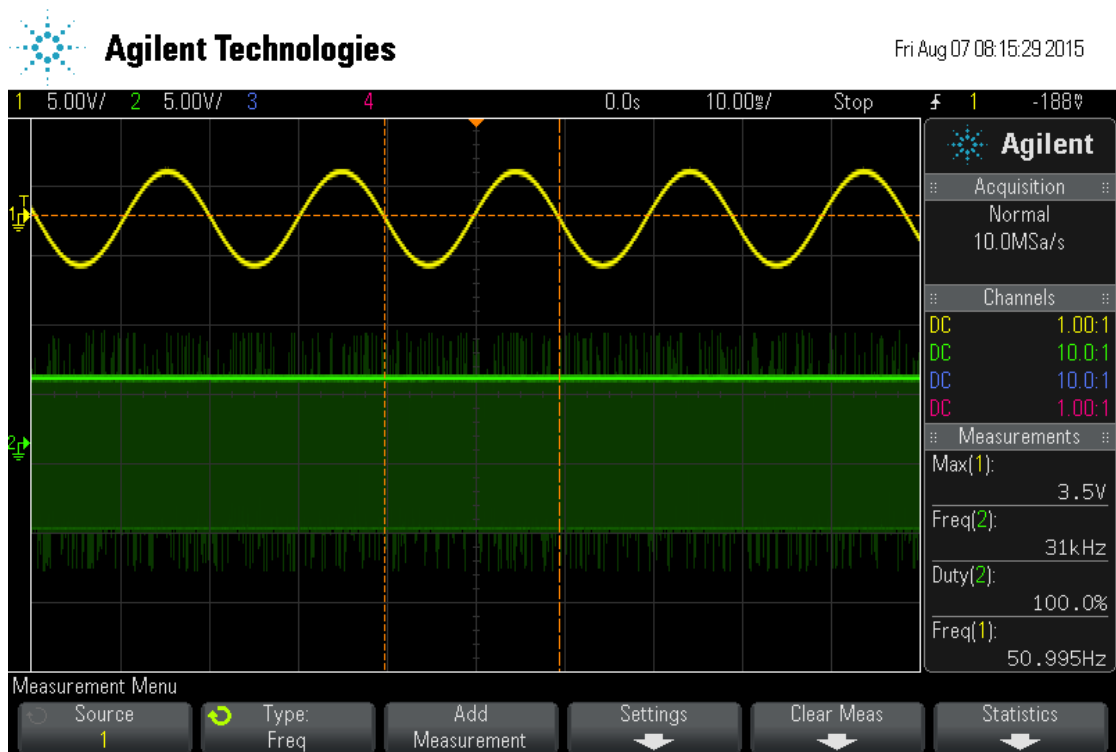 Agilent Technologies
Fri Aug 07 08:15:29 2015
1 5.00V/ 2 5.00V/ 3 4 0.0s 10.00ms/ Stop 1 -188mV
Agilent
Acquisition
Normal
10.0MSa/s
Channels
DC 1.00:1
DC 10.0:1
DC 10.0:1
DC 1.00:1
Measurements
Max(1):
3.5V
Freq(2):
31kHz
Duty(2):
100.0%
Freq(1):
50.995Hz
T
1
2
Measurement Menu
Source
1
Type:
Freq
Add
Measurement
Settings
Clear Meas
Statistics